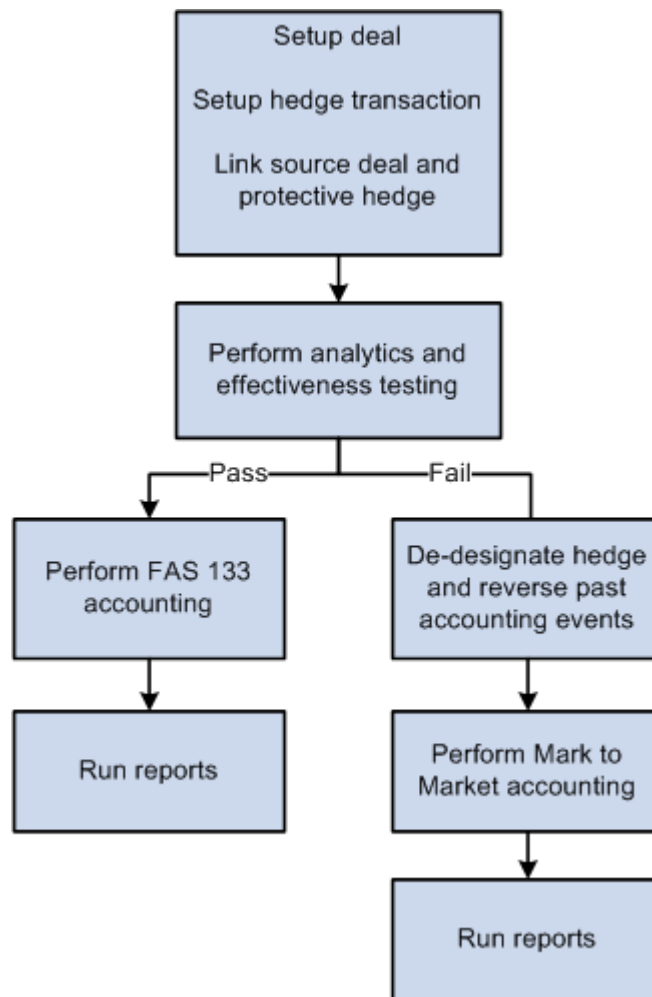 Setup deal
Setup hedge transaction
Link source deal and
protective hedge
Perform analytics and
effectiveness testing
Pass
Fail
Perform FAS 133
accounting
De-designate hedge
and reverse past
accounting events
Run reports
Perform Mark to
Market accounting
Run reports